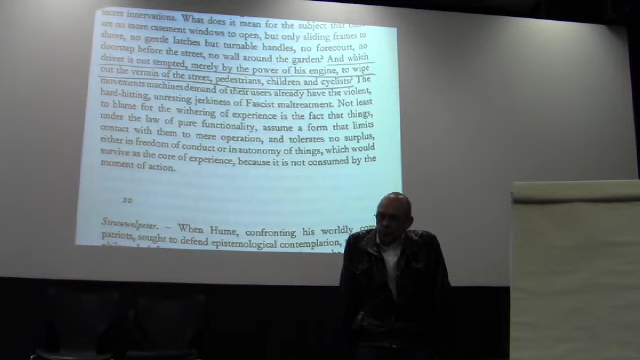 secret innervations. What does it mean for the subject that there
are no more casement windows to open, but only sliding frames to
shove, no gentle latches but turnable handles, no forecourt, no
doorstep before the street, no wall around the garden? And which
driver is not tempted, merely by the power of his engine, to wipe
out the vermin of the street, pedestrians, children and cyclists? The
movements machines demand of their users already have the violent,
hard-hitting, unresting jerkiness of Fascist maltreatment. Not least
to blame for the withering of experience is the fact that things,
under the law of pure functionality, assume a form that limits
contact with them to mere operation, and tolerates no surplus,
either in freedom of conduct or in autonomy of things, which would
survive as the core of experience, because it is not consumed by the
moment of action.
20
Struwwelpeter. – When Hume, confronting his worldly com
patriots, sought to defend epistemological contemplation,